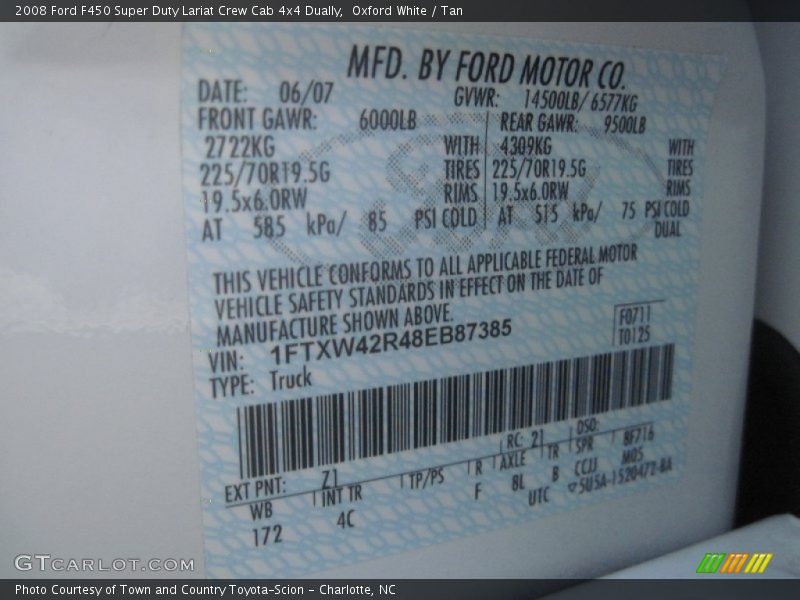 2008 Ford F450 Super Duty Lariat Crew Cab 4x4 Dually, Oxford White / Tan
MFD. BY FORD MOTOR CO.
DATE: 06/07 GVWR: 14500LB/ 6577KG
FRONT GAWR: 6000LB REAR GAWR: 9500LB
2722KG WITH 4309KG WITH
225/70R19.5G TIRES 225/70R19.5G TIRES
19.5x6.0RW RIMS 19.5x6.0RW RIMS
AT 585 kPa/ 85 PSI COLD AT 515 kPa/ 75 PSI COLD
DUAL
THIS VEHICLE CONFORMS TO ALL APPLICABLE FEDERAL MOTOR
VEHICLE SAFETY STANDARDS IN EFFECT ON THE DATE OF
MANUFACTURE SHOWN ABOVE.
VIN: 1FTXW42R48EB87385 F0711
TYPE: Truck T0125
EXT PNT: Z1 RC: 21 DSO:
WB INT TR TP/PS R AXLE TR SPR BF716
172 4C F 8L B CCJJ M05
UTC 5U5A-1520472-BA
GTCARLOT.COM
Photo Courtesy of Town and Country Toyota-Scion - Charlotte, NC